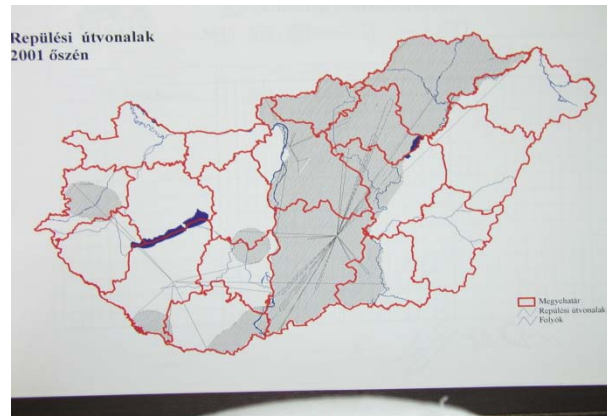 Repülési útvonalak
2001 őszén
Megyehatár
Repülési útvonalak
Folyók